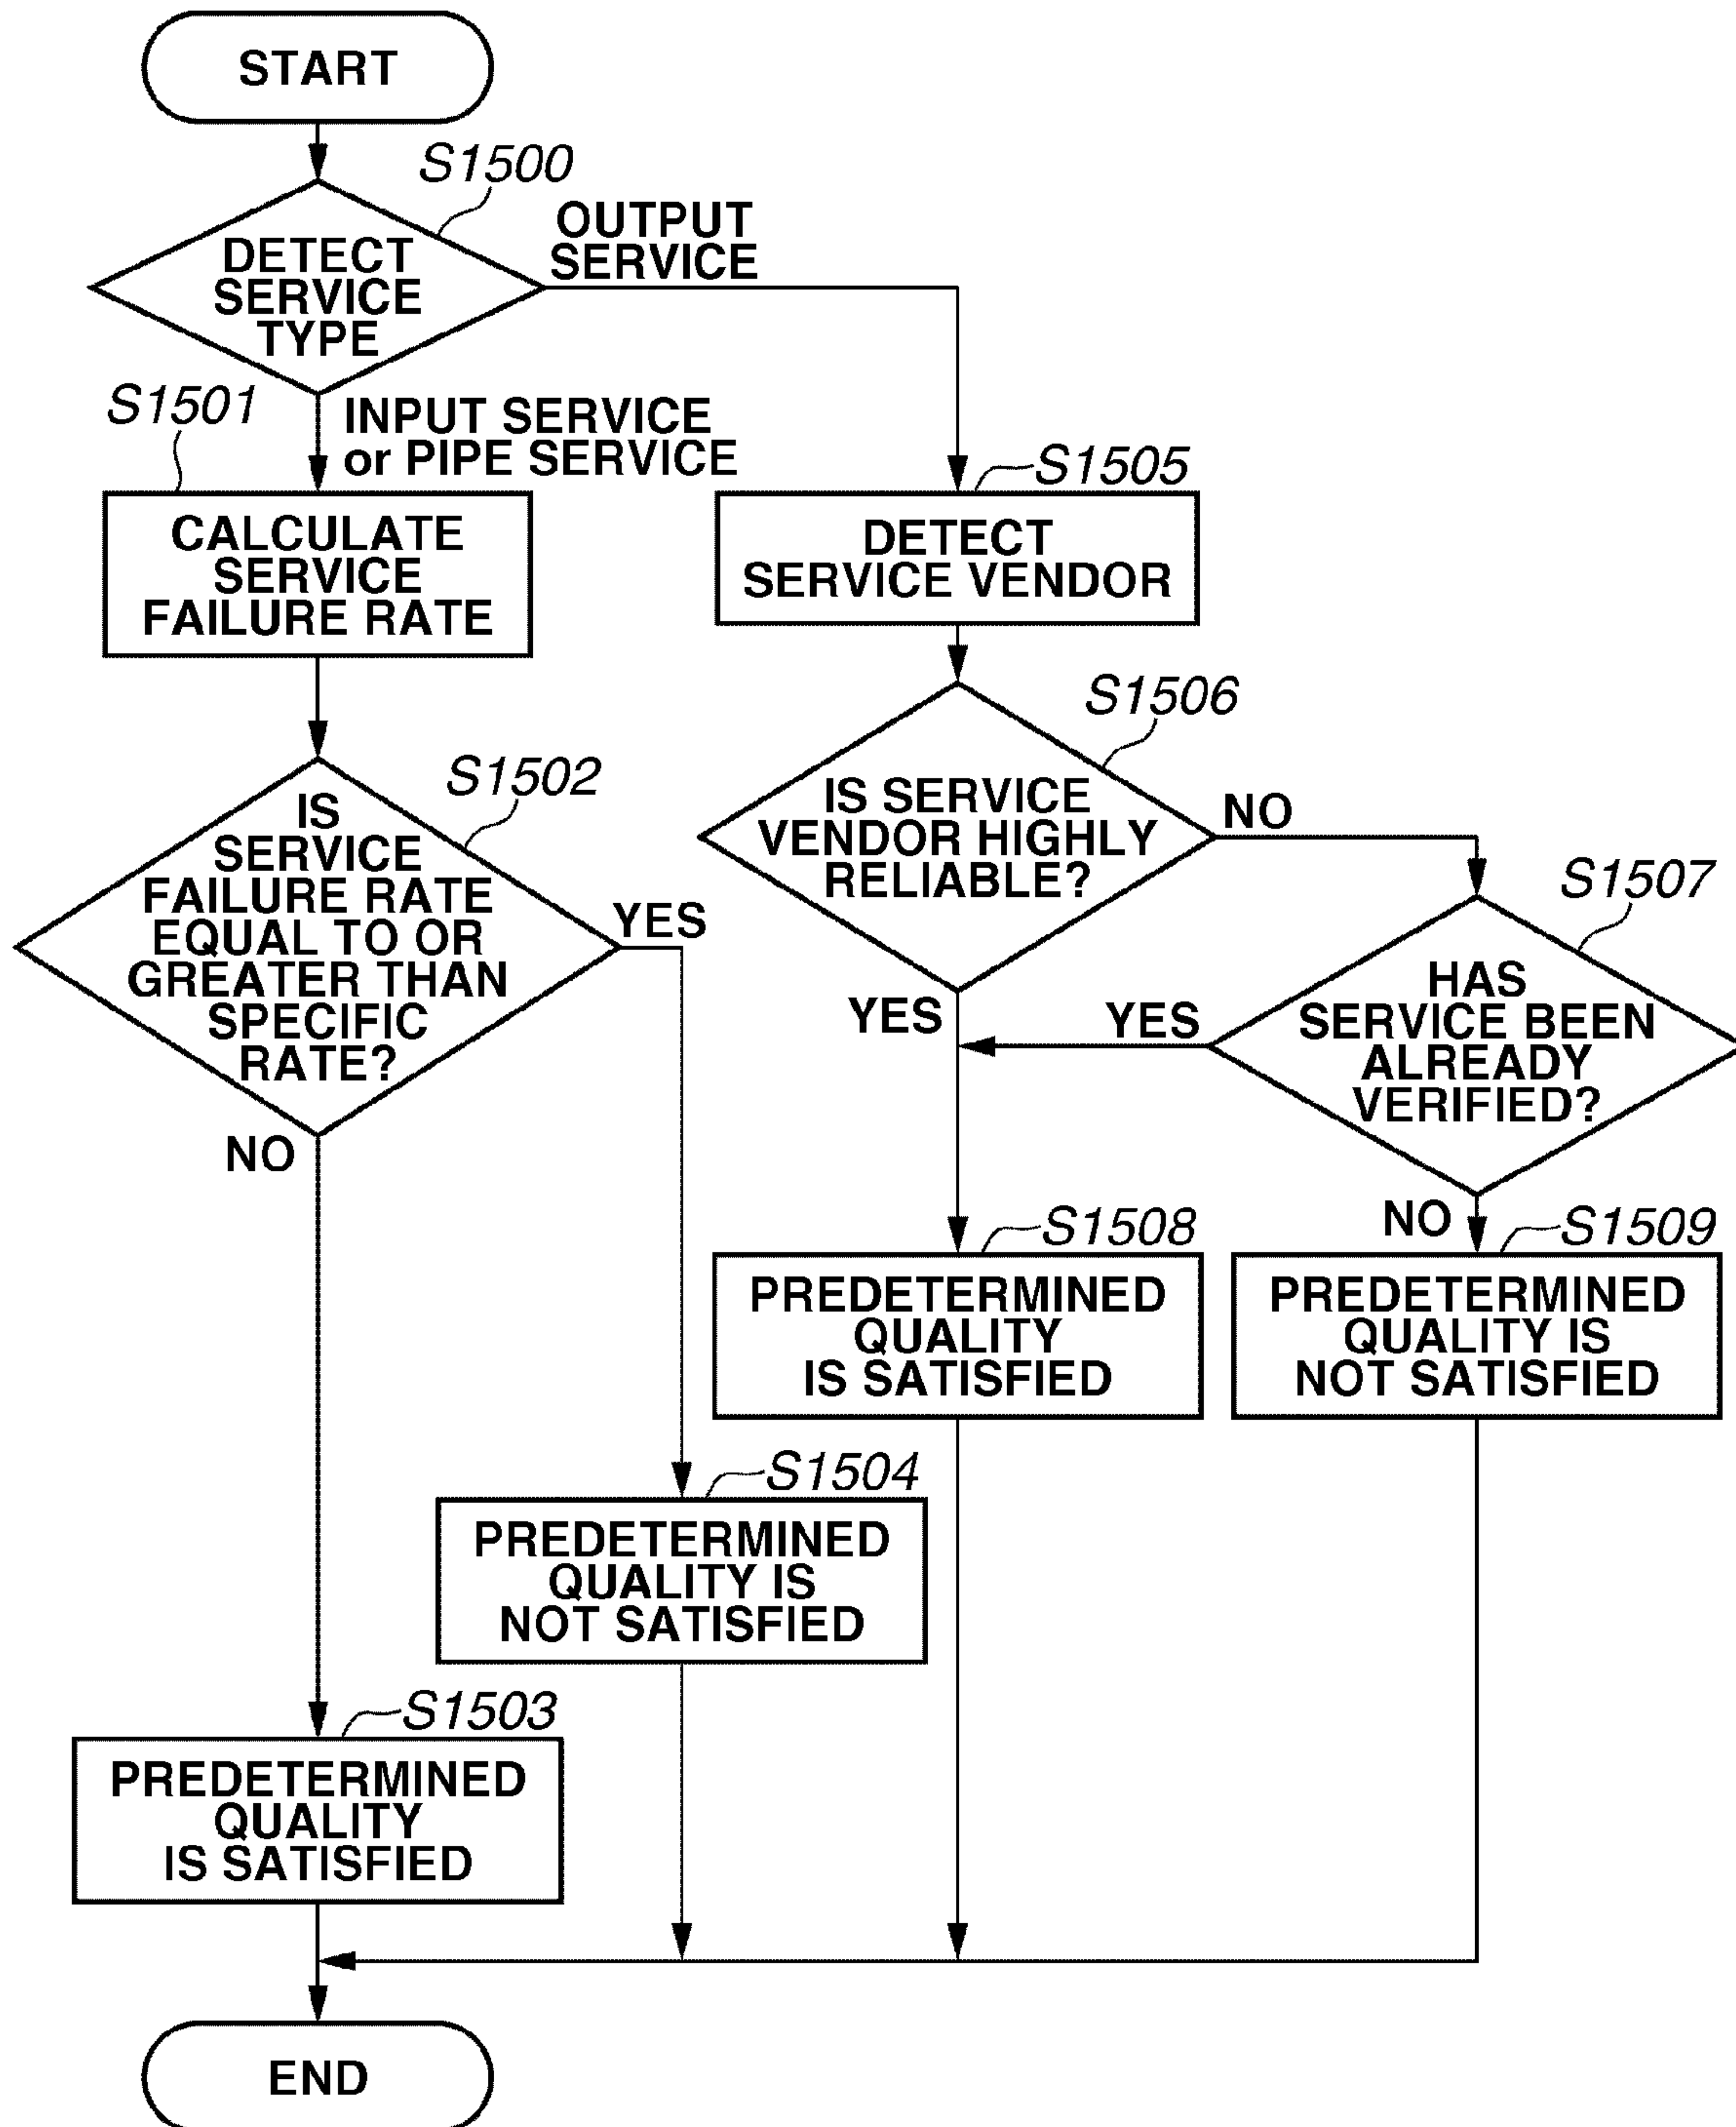 START
S1500
DETECT
SERVICE
TYPE
OUTPUT
SERVICE
S1501
INPUT SERVICE
or PIPE SERVICE
CALCULATE
SERVICE
FAILURE RATE
S1505
DETECT
SERVICE VENDOR
S1502
IS
SERVICE
FAILURE RATE
EQUAL TO OR
GREATER THAN
SPECIFIC
RATE?
YES
NO
S1506
IS SERVICE
VENDOR HIGHLY
RELIABLE?
NO
YES
S1507
HAS
SERVICE BEEN
ALREADY
VERIFIED?
YES
NO
S1508
PREDETERMINED
QUALITY
IS SATISFIED
S1509
PREDETERMINED
QUALITY IS
NOT SATISFIED
S1504
PREDETERMINED
QUALITY IS
NOT SATISFIED
S1503
PREDETERMINED
QUALITY
IS SATISFIED
END